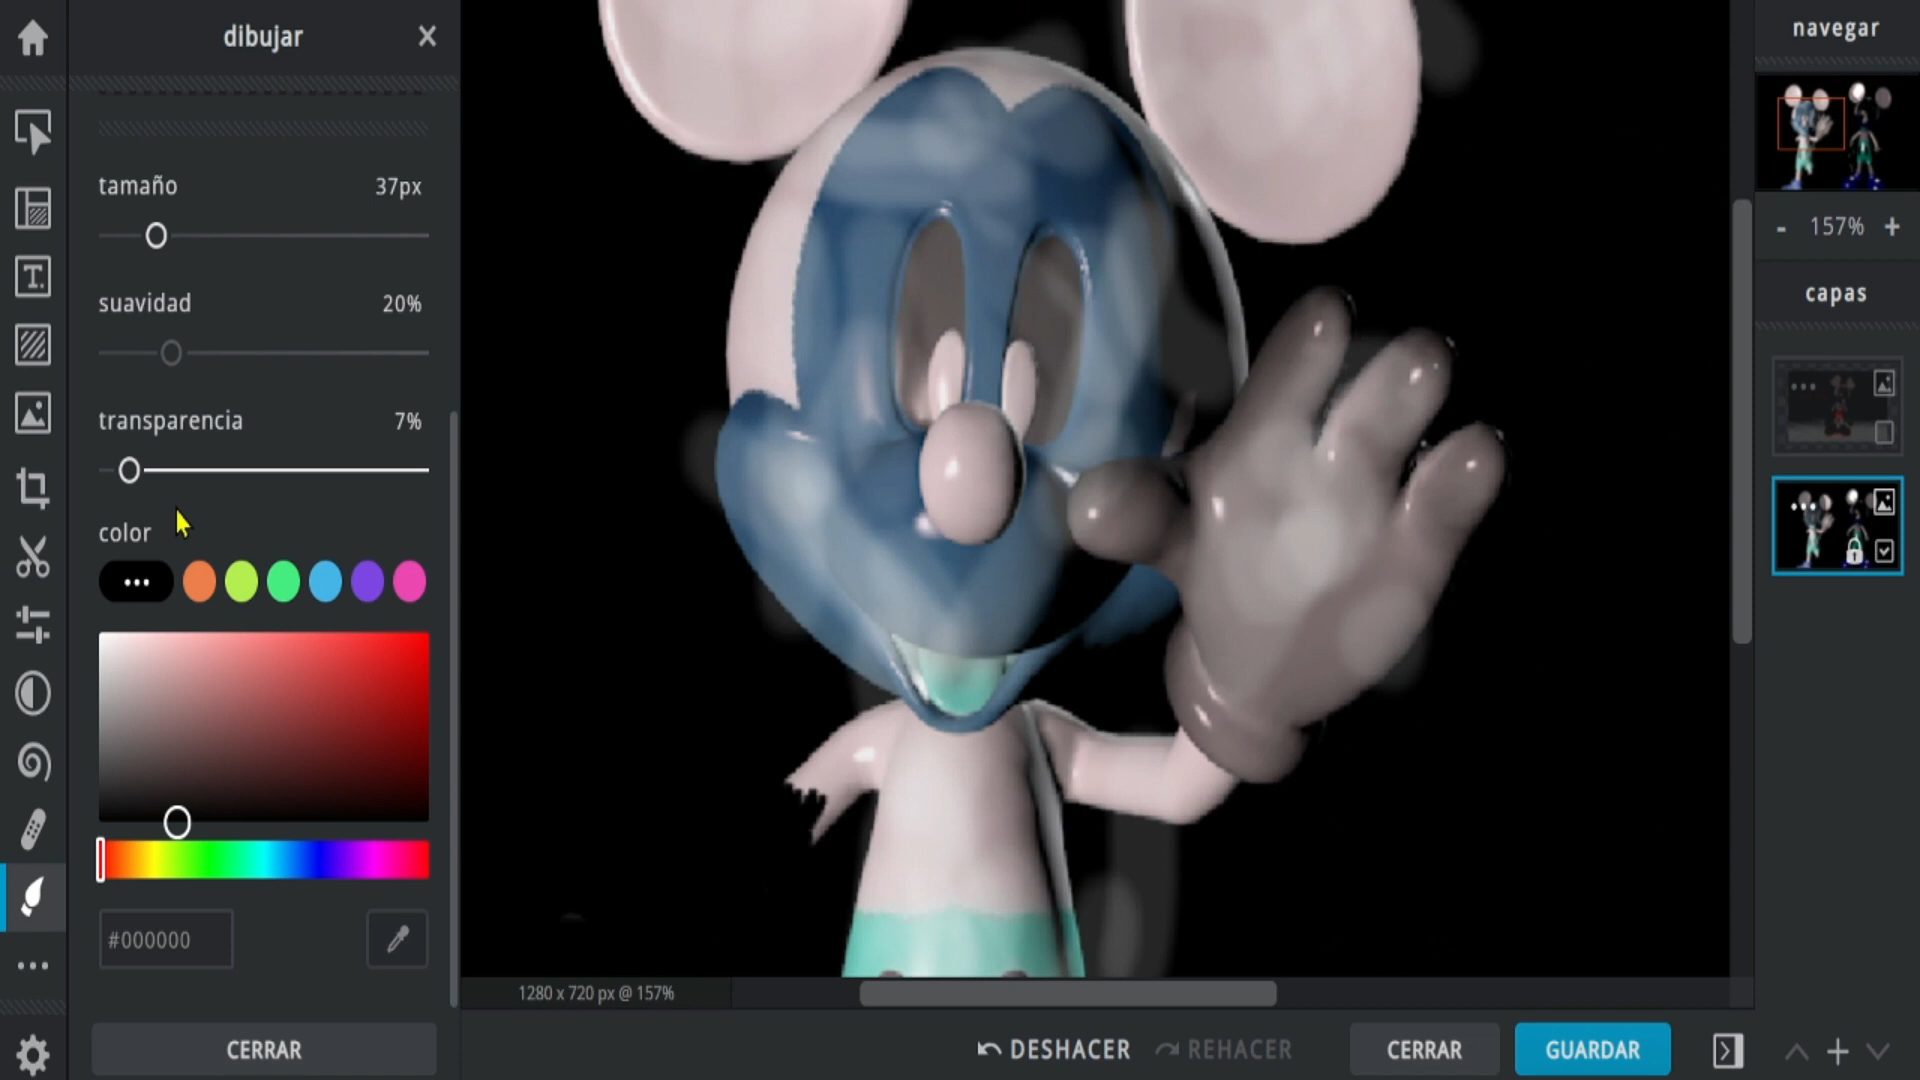 dibujar
tamaño 37px
suavidad 20%
transparencia 7%
color
#000000
CERRAR
1280 x 720 px @ 157%
DESHACER REHACER CERRAR GUARDAR
navegar
- 157% +
capas